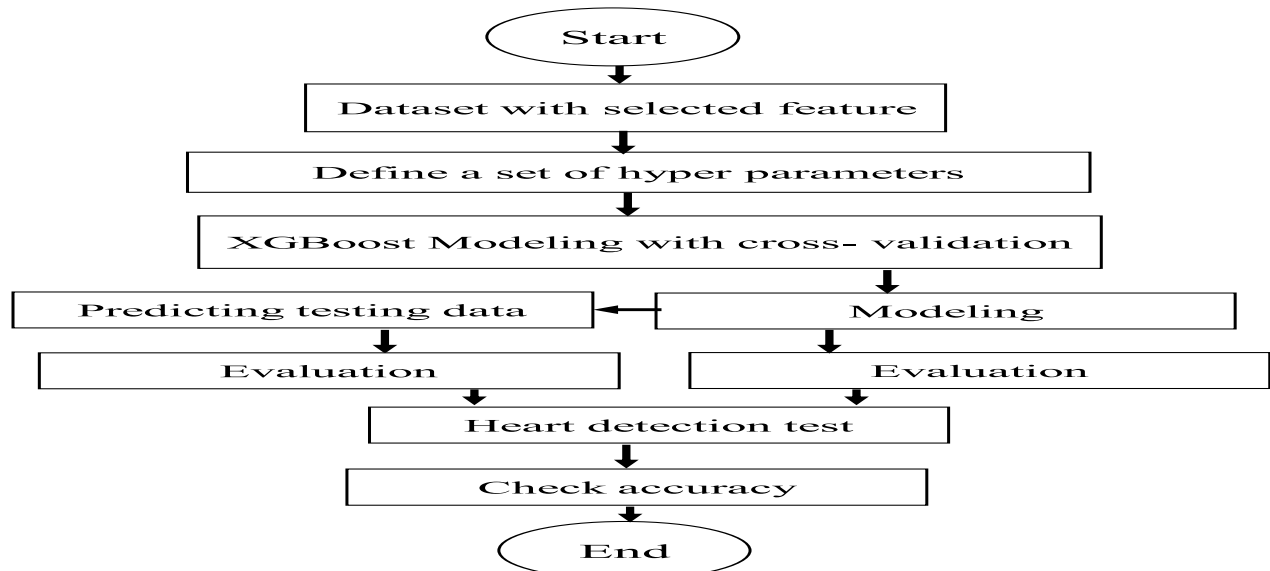 Start
Dataset with selected feature
Define a set of hyper parameters
XGBoost Modeling with cross- validation
Predicting testing data
Modeling
Evaluation
Evaluation
Heart detection test
Check accuracy
End